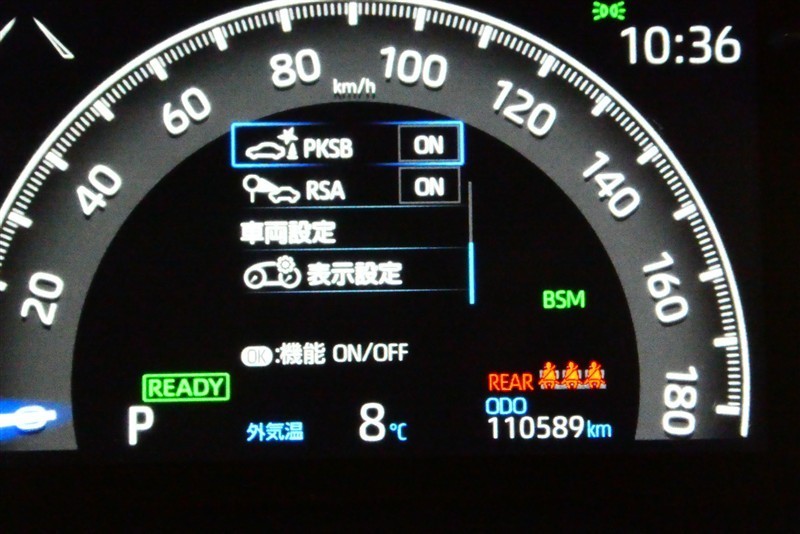 10:36
20
40
60
80
100
120
140
160
180
km/h
PKSB ON
RSA ON
車両設定
表示設定
BSM
OK:機能 ON/OFF
READY
REAR
P
外気温 8℃
ODO
110589km